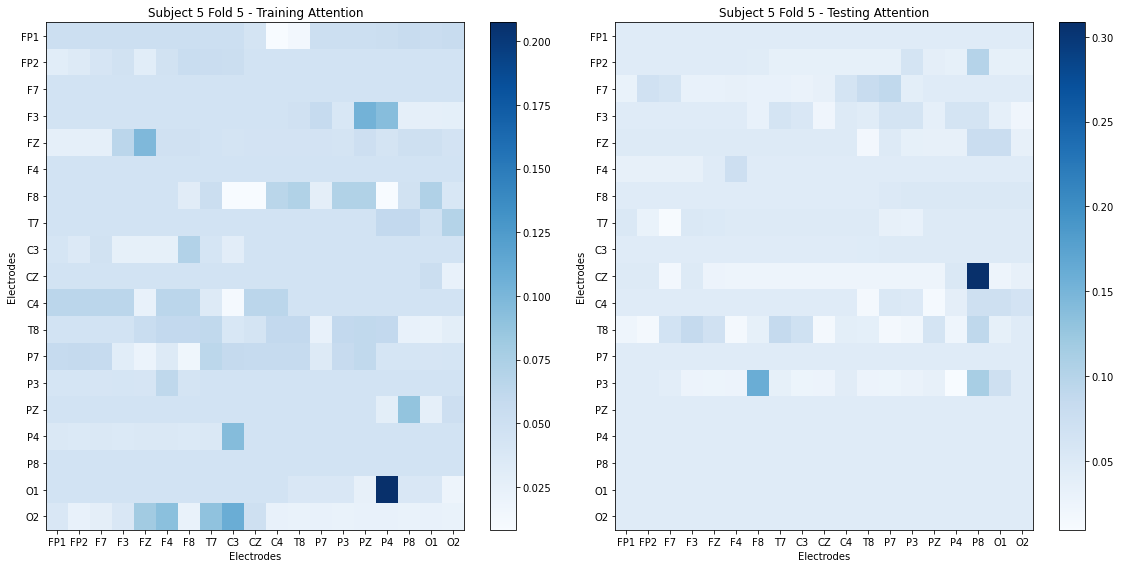 Subject 5 Fold 5 - Training Attention
FP1
FP2
F7
F3
FZ
F4
F8
T7
C3
CZ
C4
T8
P7
P3
PZ
P4
P8
O1
O2
Electrodes
FP1 FP2 F7 F3 FZ F4 F8 T7 C3 CZ C4 T8 P7 P3 PZ P4 P8 O1 O2
Electrodes
0.200
0.175
0.150
0.125
0.100
0.075
0.050
0.025
Subject 5 Fold 5 - Testing Attention
FP1
FP2
F7
F3
FZ
F4
F8
T7
C3
CZ
C4
T8
P7
P3
PZ
P4
P8
O1
O2
Electrodes
FP1 FP2 F7 F3 FZ F4 F8 T7 C3 CZ C4 T8 P7 P3 PZ P4 P8 O1 O2
Electrodes
0.30
0.25
0.20
0.15
0.10
0.05